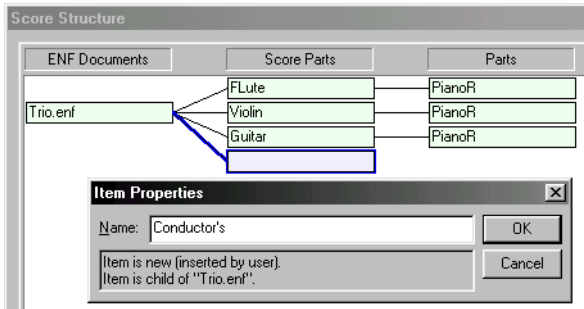 Score Structure
ENF Documents Score Parts Parts
FLute PianoR
Trio.enf Violin PianoR
Guitar PianoR
Item Properties
Name: Conductor's OK
Item is new (inserted by user). Cancel
Item is child of "Trio.enf".